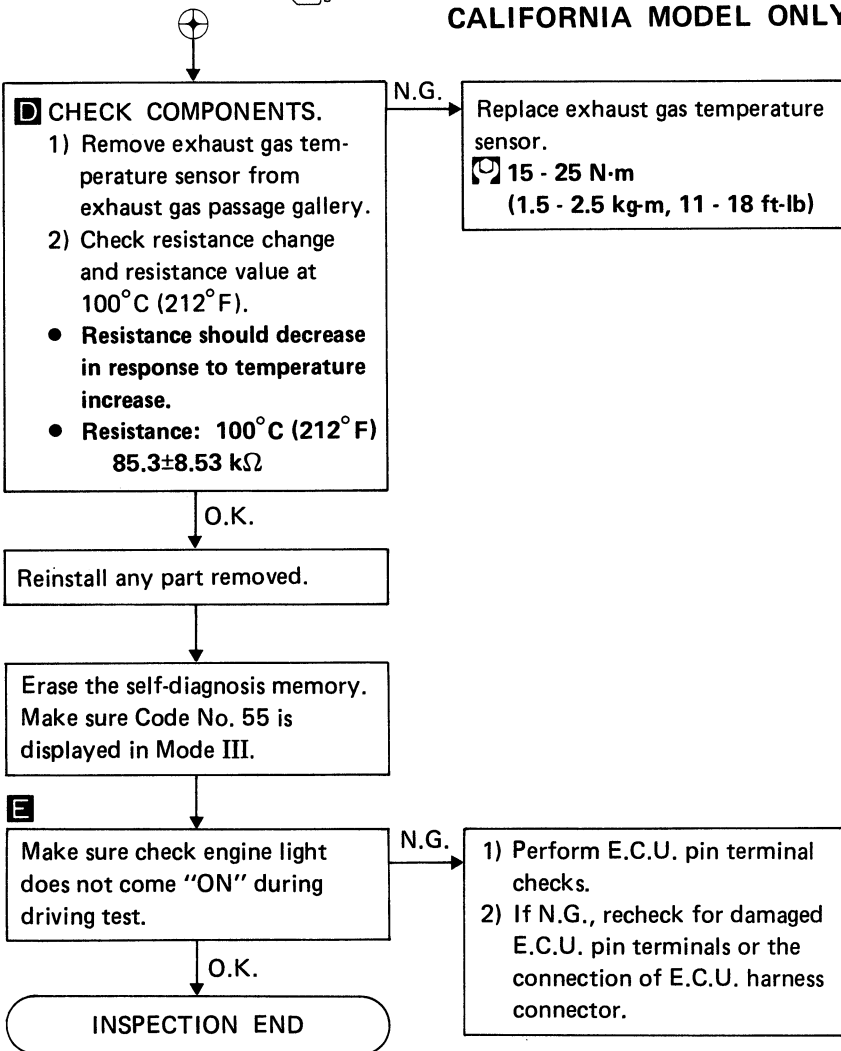 CALIFORNIA MODEL ONLY
D CHECK COMPONENTS.
1) Remove exhaust gas tem-
perature sensor from
exhaust gas passage gallery.
2) Check resistance change
and resistance value at
100°C (212°F).
● Resistance should decrease
in response to temperature
increase.
● Resistance: 100°C (212°F)
85.3±8.53 kΩ
N.G.
Replace exhaust gas temperature
sensor.
15 - 25 N·m
(1.5 - 2.5 kg-m, 11 - 18 ft-lb)
O.K.
Reinstall any part removed.
Erase the self-diagnosis memory.
Make sure Code No. 55 is
displayed in Mode III.
E
Make sure check engine light
does not come "ON" during
driving test.
N.G.
1) Perform E.C.U. pin terminal
checks.
2) If N.G., recheck for damaged
E.C.U. pin terminals or the
connection of E.C.U. harness
connector.
O.K.
INSPECTION END